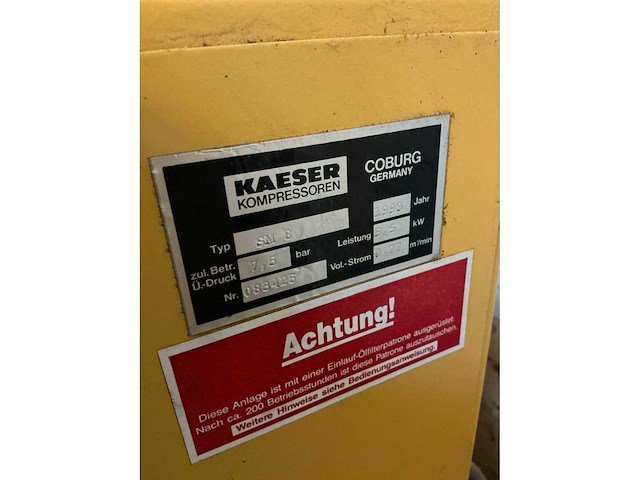 KAESER
KOMPRESSOREN
COBURG
GERMANY
Typ SM 8
zul. Betr. Ü.-Druck 7,5 bar
Nr.
Jahr
Leistung 5,5 kW
Vol.-Strom m³/min
Achtung!
Diese Anlage ist mit einer Einlauf-Ölfilterpatrone ausgerüstet.
Nach ca. 200 Betriebsstunden ist diese Patrone auszutauschen.
Weitere Hinweise siehe Bedienungsanweisung.